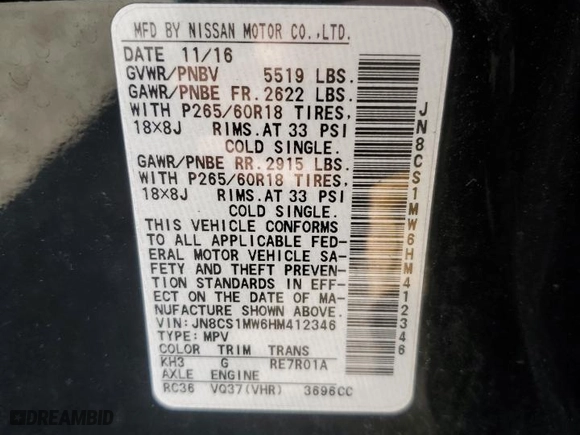 MFD BY NISSAN MOTOR CO.,LTD.
DATE 11/16
GVWR/PNBV 5519 LBS.
GAWR/PNBE FR.2622 LBS.
WITH P265/60R18 TIRES,
18X8J RIMS.AT 33 PSI
COLD SINGLE.
GAWR/PNBE RR.2915 LBS.
WITH P265/60R18 TIRES,
18X8J RIMS.AT 33 PSI
COLD SINGLE.
THIS VEHICLE CONFORMS
TO ALL APPLICABLE FED-
ERAL MOTOR VEHICLE SA-
FETY AND THEFT PREVEN-
TION STANDARDS IN EFF-
ECT ON THE DATE OF MA-
NUFACTURE SHOWN ABOVE.
VIN:JN8CS1MW6HM412346
TYPE:MPV
COLOR TRIM TRANS
KH3 G RE7R01A
AXLE ENGINE
RC36 VQ37(VHR) 3696CC
JN8CS1MW6HM412346
DREAMBID